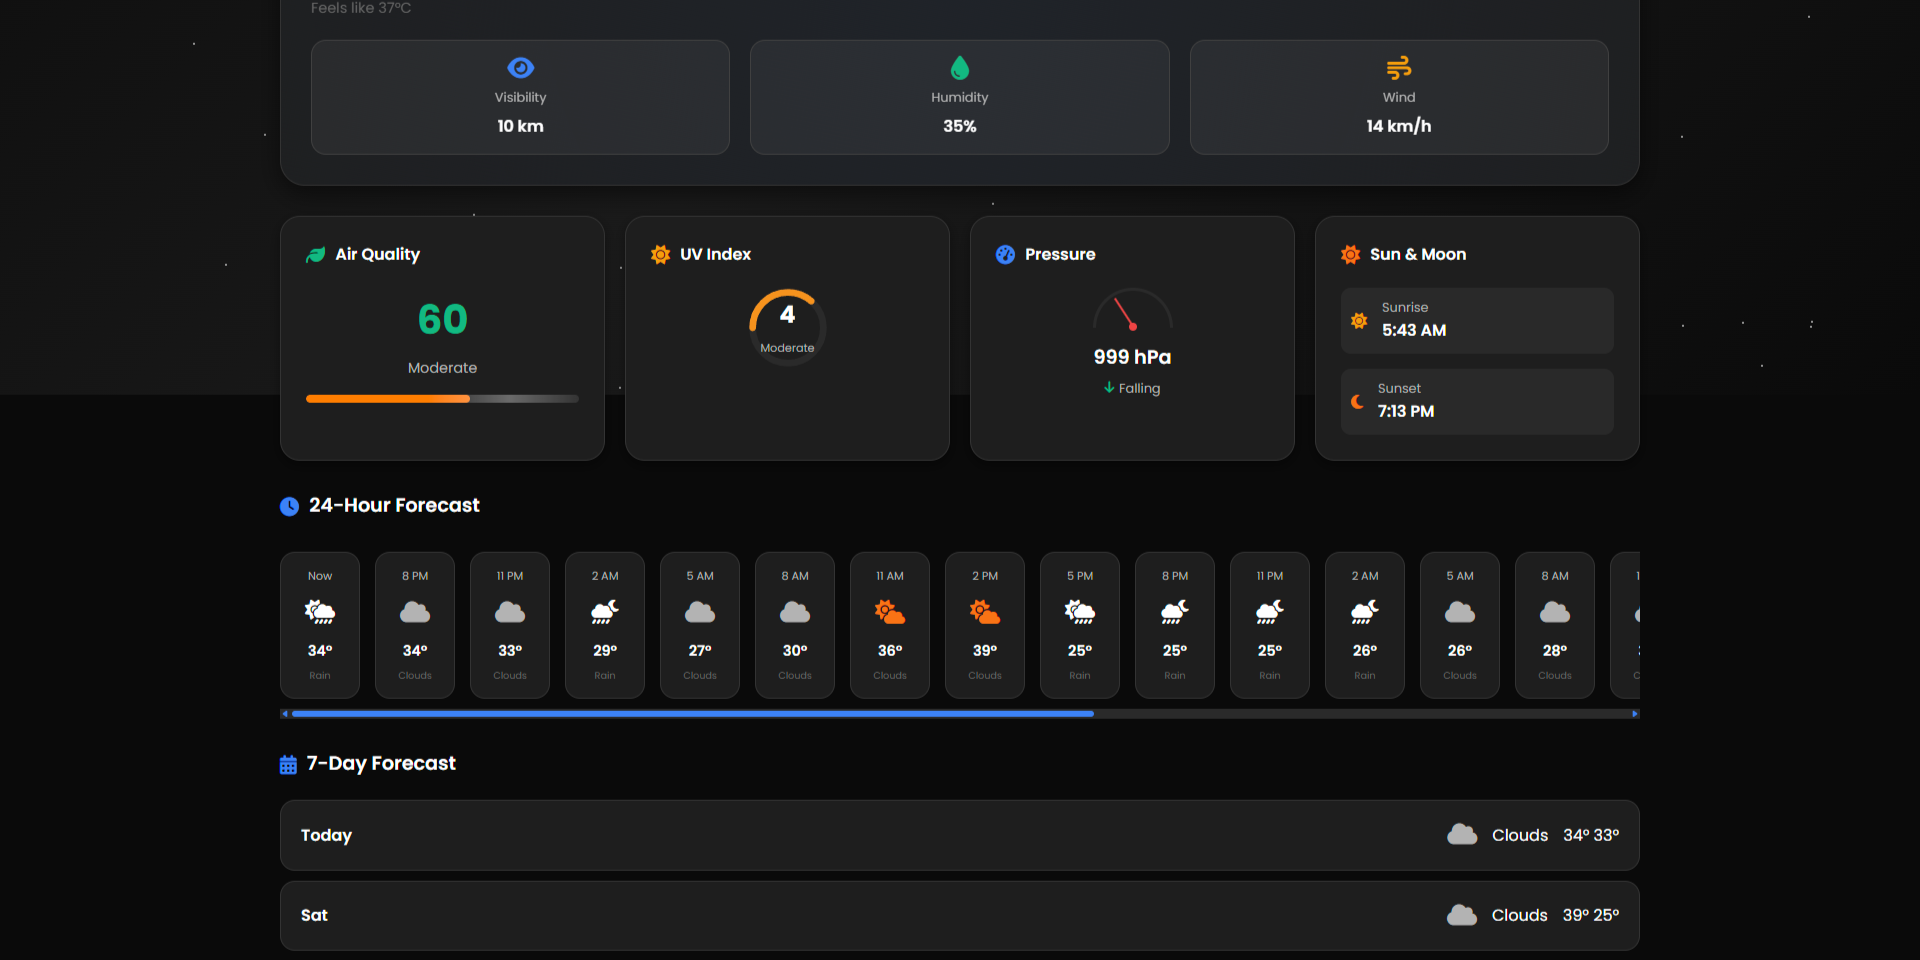 Feels like 37°C
Visibility
10 km
Humidity
35%
Wind
14 km/h
Air Quality
60
Moderate
UV Index
4
Moderate
Pressure
999 hPa
Falling
Sun & Moon
Sunrise
5:43 AM
Sunset
7:13 PM
24-Hour Forecast
Now
34°
Rain
8 PM
34°
Clouds
11 PM
33°
Clouds
2 AM
29°
Rain
5 AM
27°
Clouds
8 AM
30°
Clouds
11 AM
36°
Clouds
2 PM
39°
Clouds
5 PM
25°
Rain
8 PM
25°
Rain
11 PM
25°
Rain
2 AM
26°
Rain
5 AM
26°
Clouds
8 AM
28°
Clouds
7-Day Forecast
Today
Clouds 34° 33°
Sat
Clouds 39° 25°